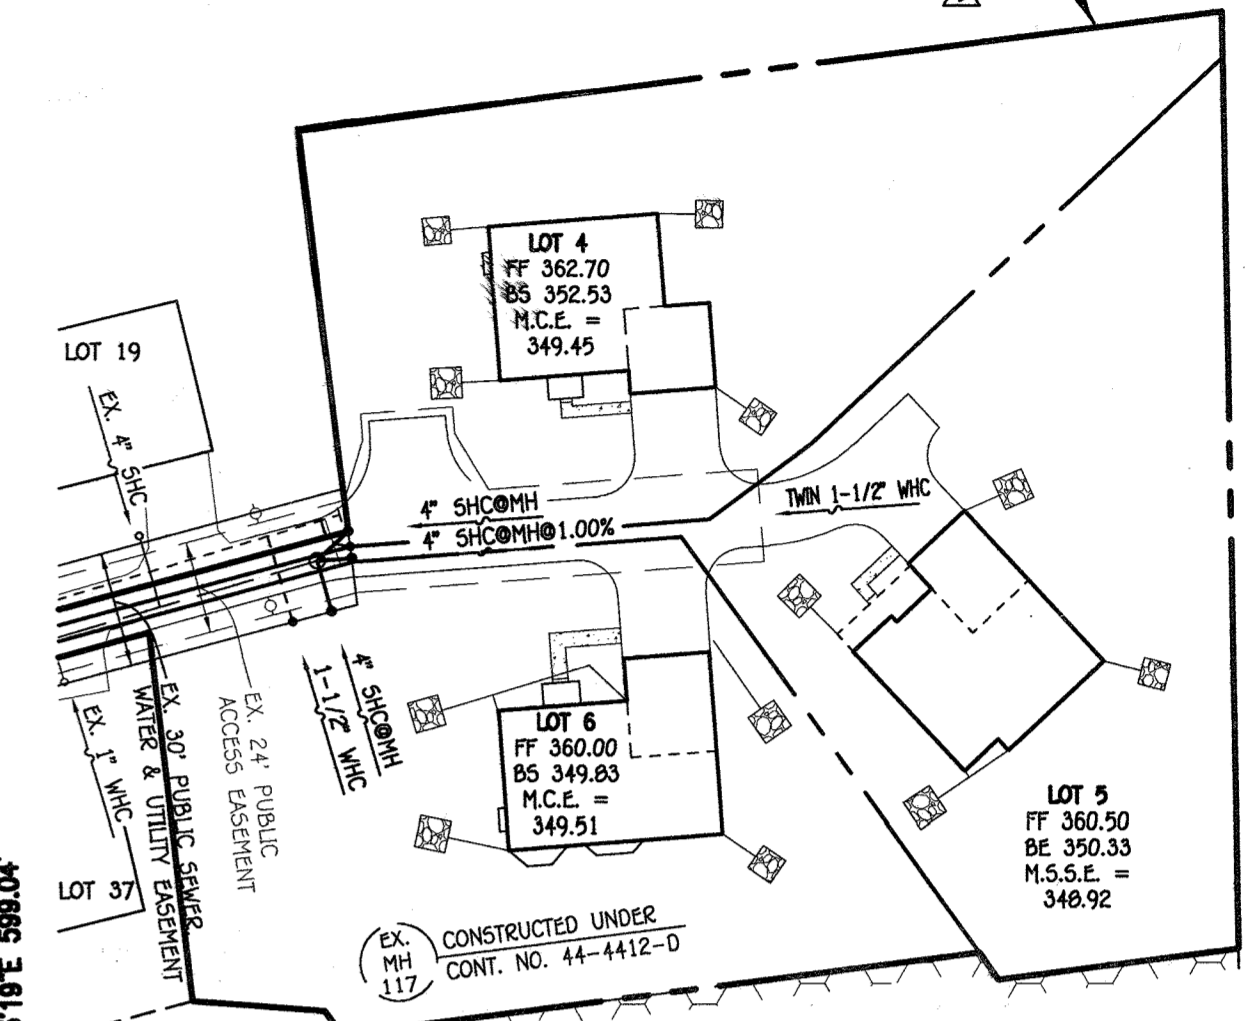 LOT 4
FF 362.70
BS 352.53
M.C.E. =
349.45
LOT 19
EX. 4" SHC
4" SHC@MH
4" SHC@MH@1.00%
TWIN 1-1/2" WHC
4" SHC@MH
1-1/2" WHC
EX. 24' PUBLIC
ACCESS EASEMENT
EX. 30' PUBLIC SEWER
WATER & UTILITY EASEMENT
EX. 1" WHC
LOT 37
LOT 6
FF 360.00
BS 349.83
M.C.E. =
349.51
LOT 5
FF 360.50
BE 350.33
M.S.S.E. =
348.92
EX.
MH
117
CONSTRUCTED UNDER
CONT. NO. 44-4412-D
19"E 599.04'